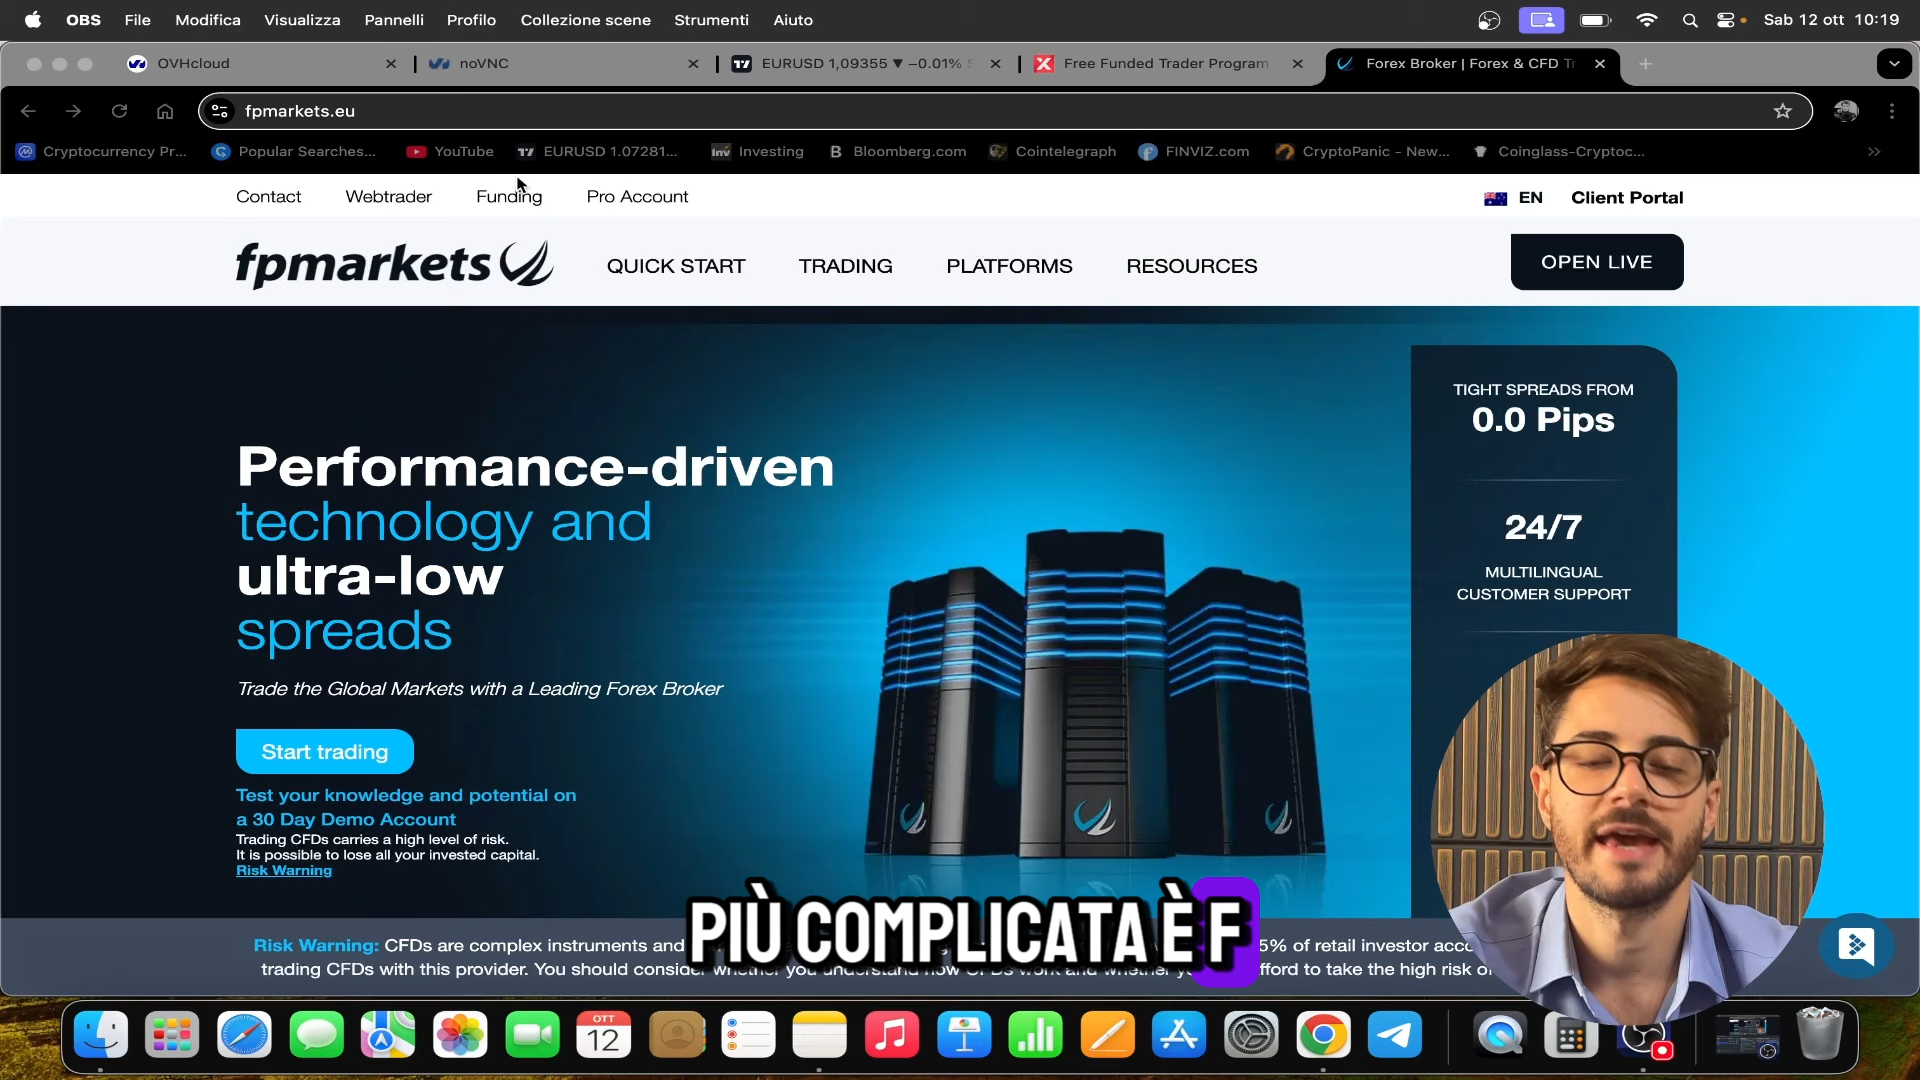 OBS File Modifica Visualizza Pannelli Profilo Collezione scene Strumenti Aiuto Sab 12 ott 10:19
OVHcloud noVNC EURUSD 1,09355 ▼ −0.01% Free Funded Trader Program Forex Broker | Forex & CFD Tr
fpmarkets.eu
Cryptocurrency Pr... Popular Searches... YouTube EURUSD 1.07281... Investing Bloomberg.com Cointelegraph FINVIZ.com CryptoPanic - New... Coinglass-Cryptoc...
Contact Webtrader Funding Pro Account EN Client Portal
fpmarkets QUICK START TRADING PLATFORMS RESOURCES OPEN LIVE
TIGHT SPREADS FROM
0.0 Pips
24/7
MULTILINGUAL
CUSTOMER SUPPORT
Performance-driven
technology and
ultra-low
spreads
Trade the Global Markets with a Leading Forex Broker
Start trading
Test your knowledge and potential on
a 30 Day Demo Account
Trading CFDs carries a high level of risk.
It is possible to lose all your invested capital.
Risk Warning
PIÙ COMPLICATA È F
Risk Warning: CFDs are complex instruments and 5% of retail investor acc
trading CFDs with this provider. You should consider whether you understand how CFDs work and whether you afford to take the high risk of
OTT
12